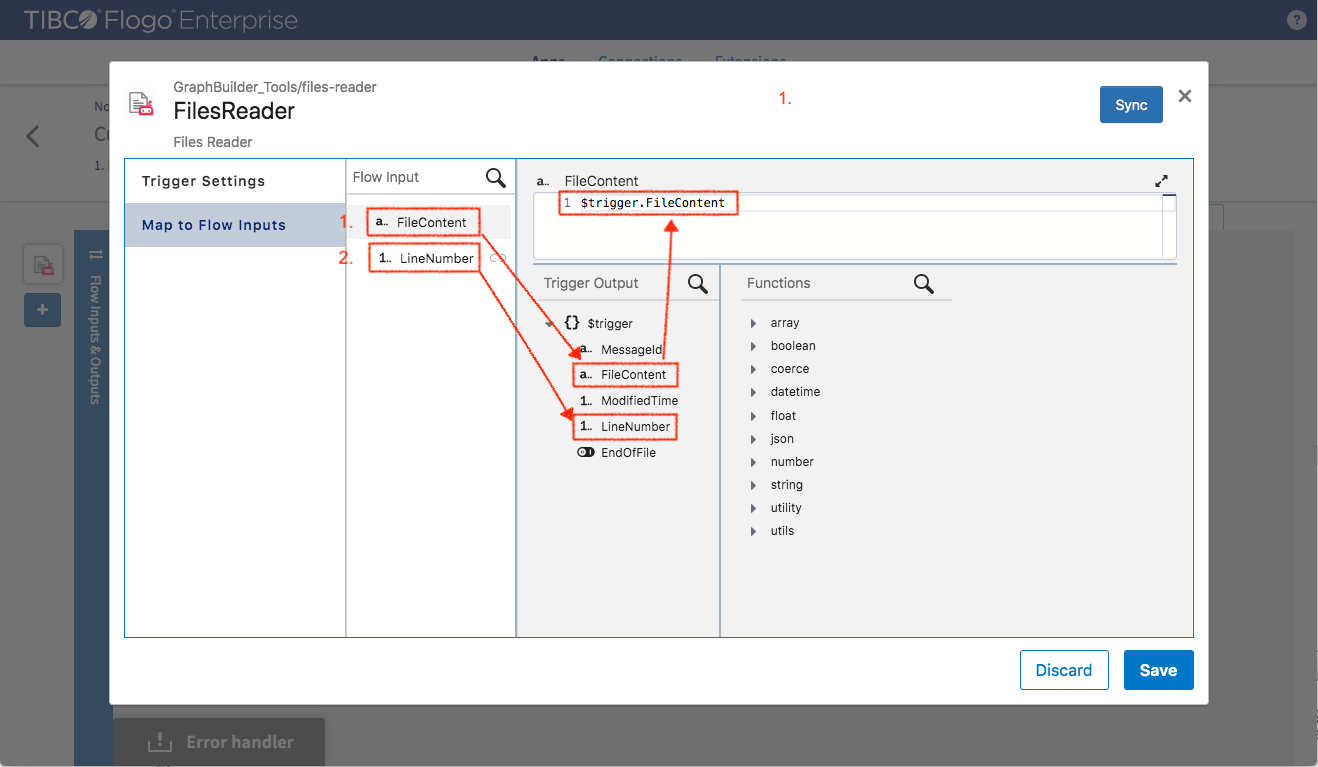 TIBCO Flogo Enterprise
?
Apps Connections Extensions
GraphBuilder_Tools/files-reader
FilesReader
Files Reader
1.
Sync
No
1.
Trigger Settings
Map to Flow Inputs
Flow Input
1. a.. FileContent
2. 1.. LineNumber
a.. FileContent
1 $trigger.FileContent
Trigger Output
{} $trigger
a.. MessageId
a.. FileContent
1.. ModifiedTime
1.. LineNumber
EndOfFile
Functions
array
boolean
coerce
datetime
float
json
number
string
utility
utils
Flow Inputs & Outputs
Discard
Save
Error handler